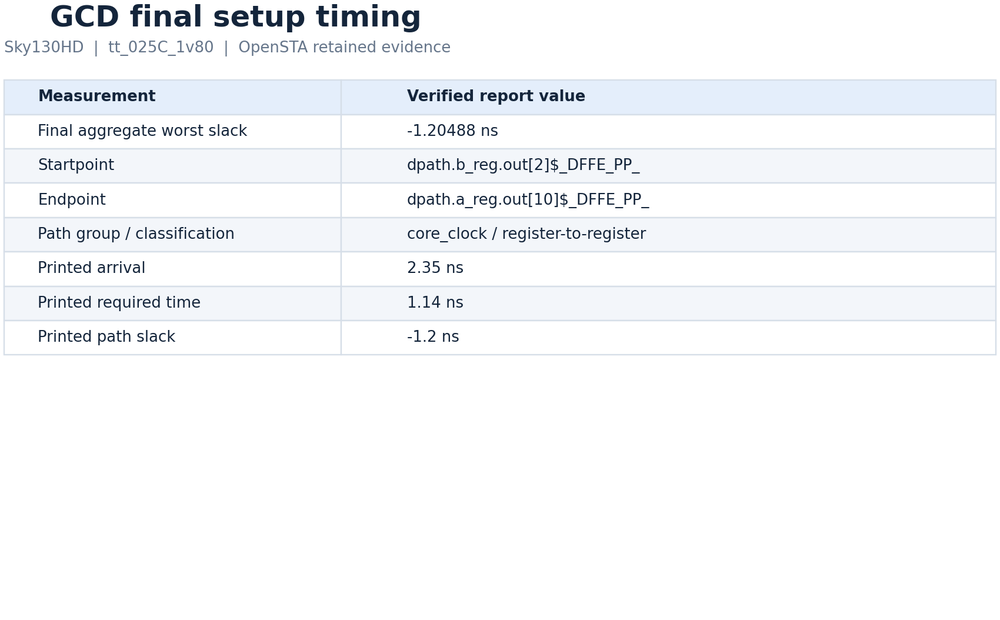 GCD final setup timing
Sky130HD | tt_025C_1v80 | OpenSTA retained evidence
Measurement Verified report value
Final aggregate worst slack -1.20488 ns
Startpoint dpath.b_reg.out[2]$_DFFE_PP_
Endpoint dpath.a_reg.out[10]$_DFFE_PP_
Path group / classification core_clock / register-to-register
Printed arrival 2.35 ns
Printed required time 1.14 ns
Printed path slack -1.2 ns